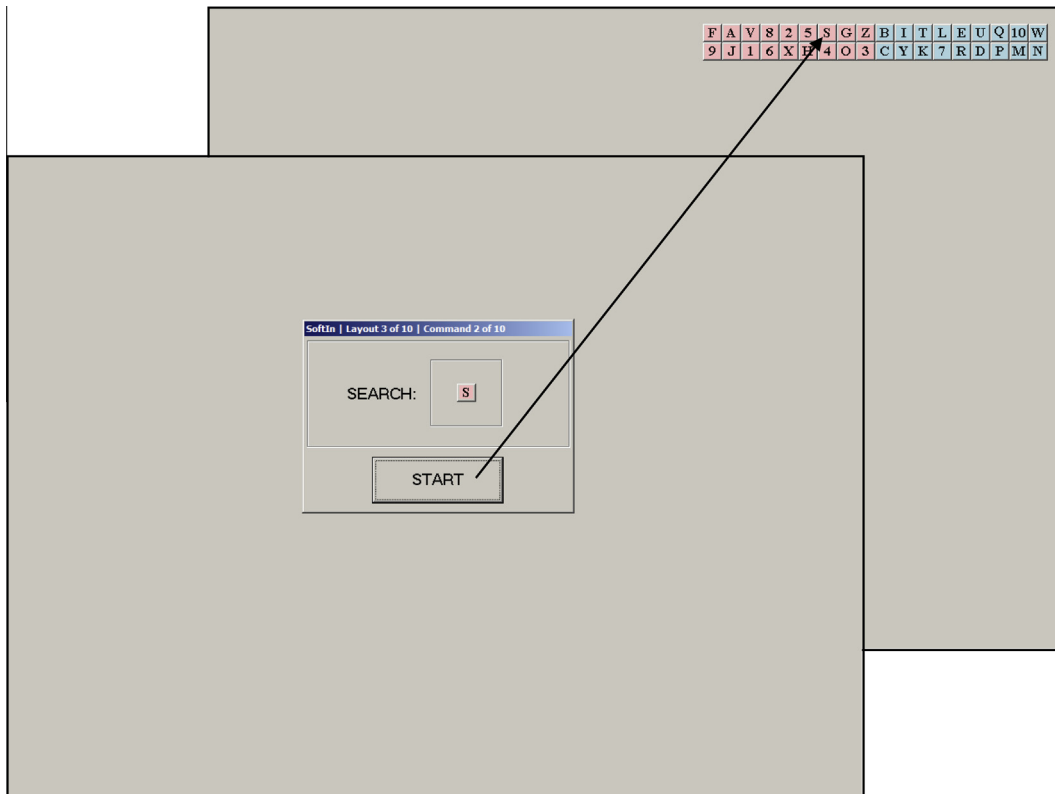 F A V 8 2 5 S G Z B I T L E U Q 10 W
9 J 1 6 X H 4 O 3 C Y K 7 R D P M N
SoftIn | Layout 3 of 10 | Command 2 of 10
SEARCH: S
START